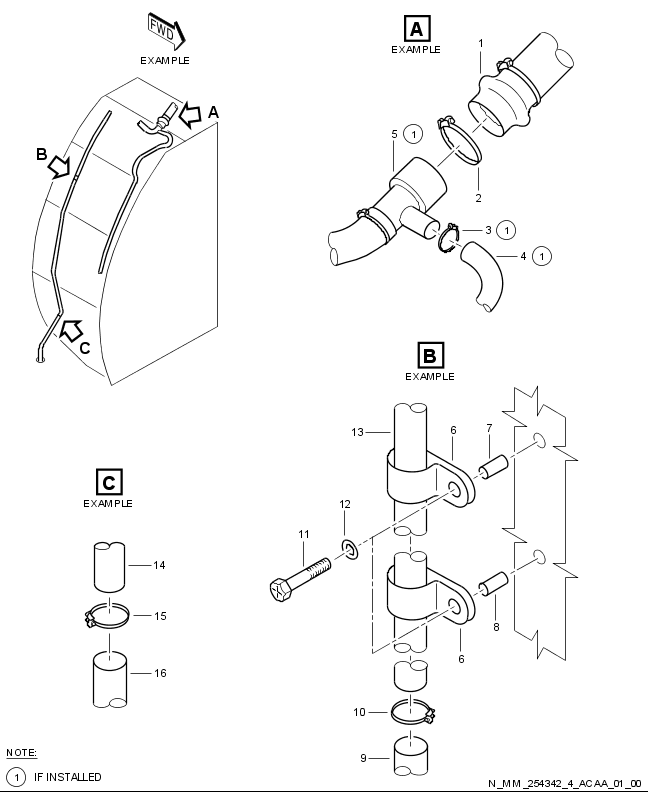 FWD
EXAMPLE
A
B
C
A
EXAMPLE
1
5 1
2
3 1
4 1
B
EXAMPLE
13
6
7
12
11
8
6
10
9
C
EXAMPLE
14
15
16
NOTE:
1 IF INSTALLED
N_MM_254342_4_ACAA_01_00